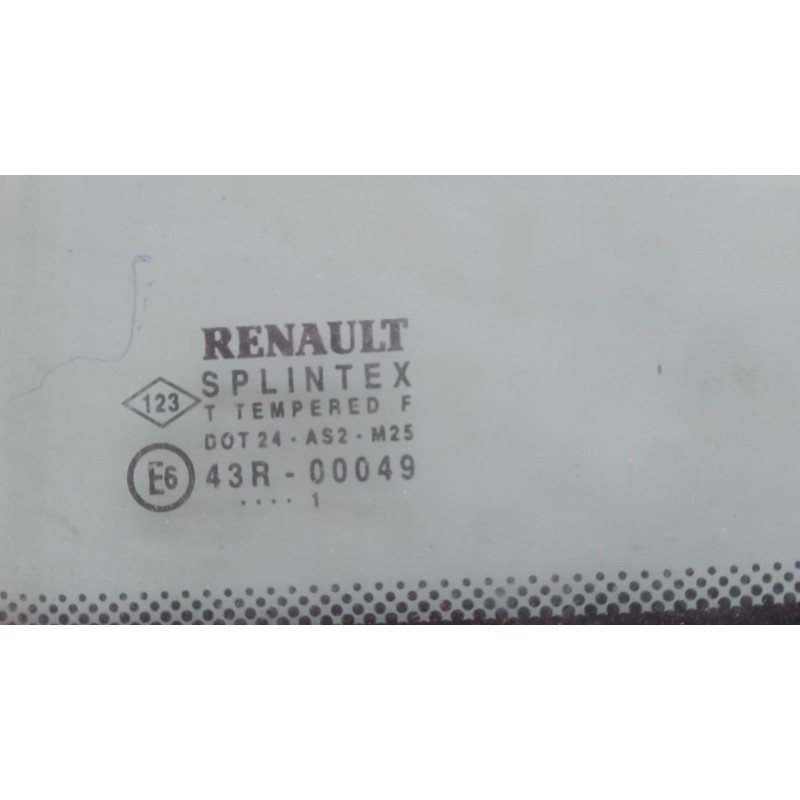 RENAULT
SPLINTEX
123
T TEMPERED F
DOT 24 - AS2 - M25
E6 43R - 00049
.... 1